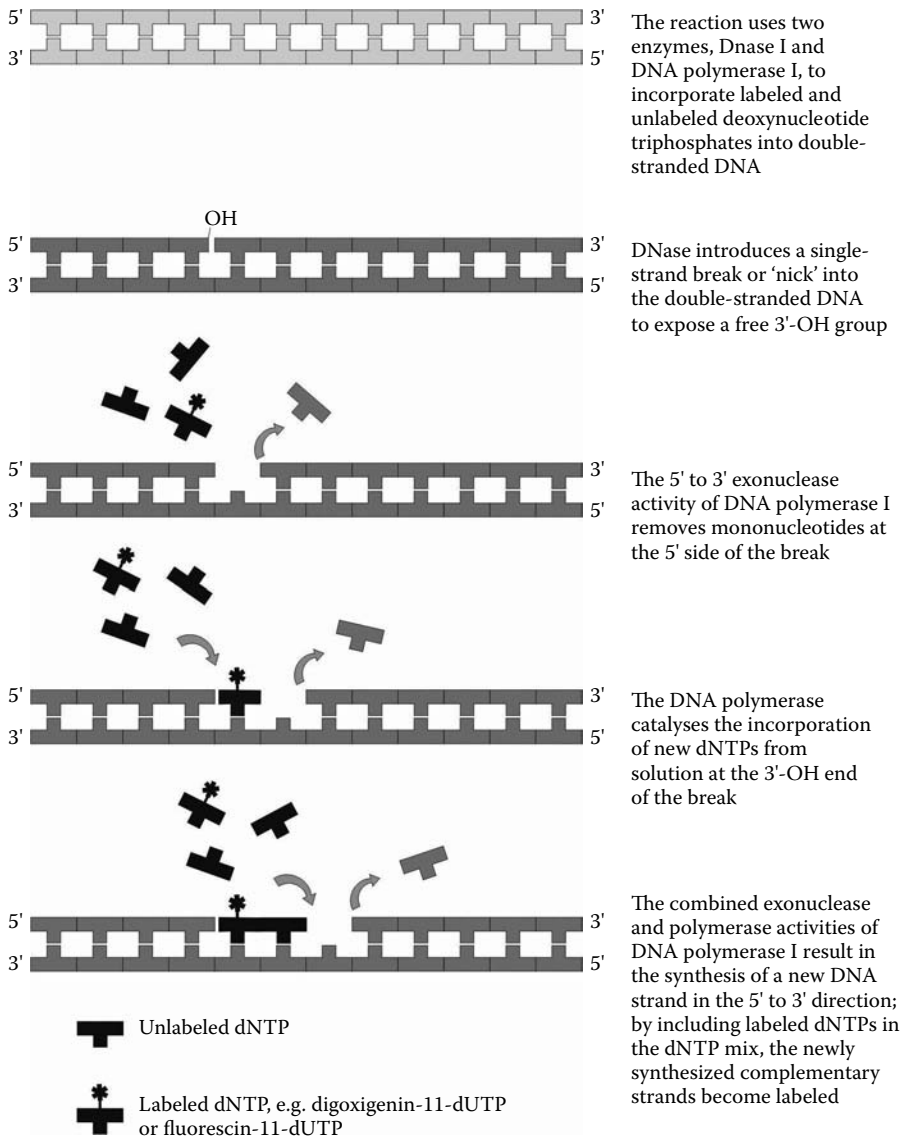 5' 3'
3' 5'
The reaction uses two
enzymes, Dnase I and
DNA polymerase I, to
incorporate labeled and
unlabeled deoxynucleotide
triphosphates into double-
stranded DNA
OH
5' 3'
3' 5'
DNase introduces a single-
strand break or ‘nick’ into
the double-stranded DNA
to expose a free 3'-OH group
5' 3'
3' 5'
The 5' to 3' exonuclease
activity of DNA polymerase I
removes mononucleotides at
the 5' side of the break
5' 3'
3' 5'
The DNA polymerase
catalyses the incorporation
of new dNTPs from
solution at the 3'-OH end
of the break
5' 3'
3' 5'
The combined exonuclease
and polymerase activities of
DNA polymerase I result in
the synthesis of a new DNA
strand in the 5' to 3' direction;
by including labeled dNTPs in
the dNTP mix, the newly
synthesized complementary
strands become labeled
Unlabeled dNTP
Labeled dNTP, e.g. digoxigenin-11-dUTP
or fluorescin-11-dUTP